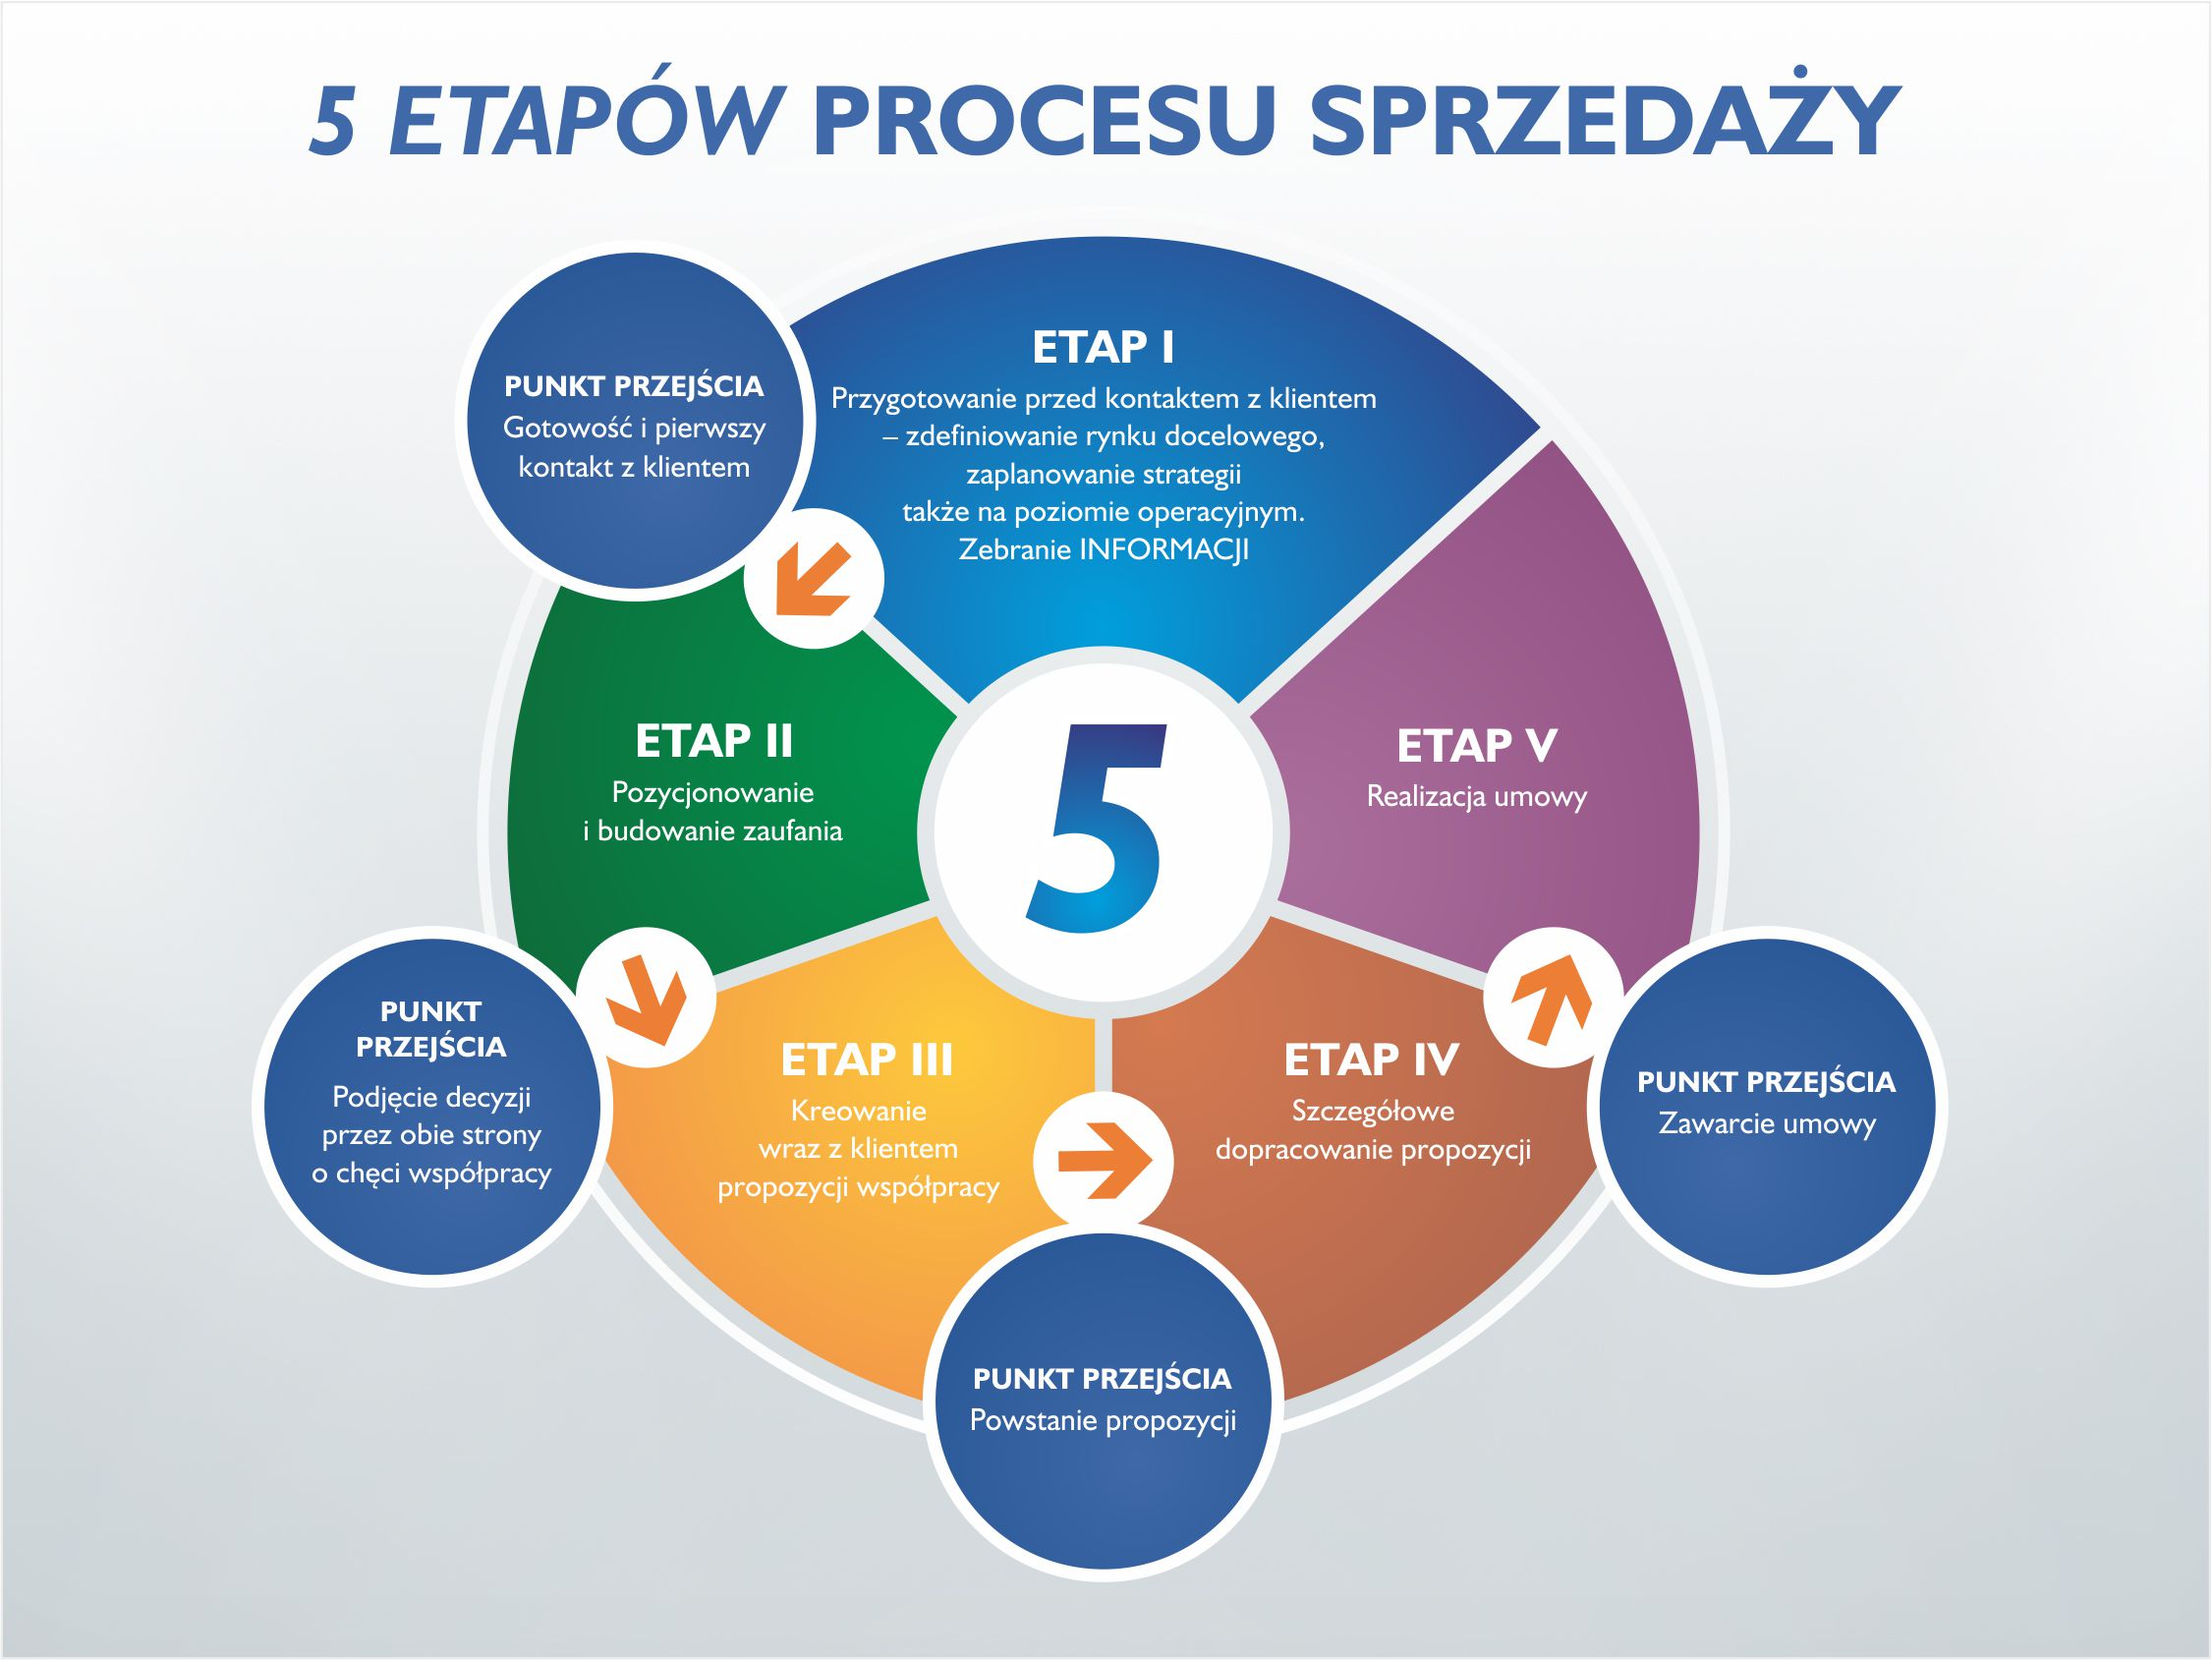 5 ETAPÓW PROCESU SPRZEDAŻY
ETAP I
Przygotowanie przed kontaktem z klientem
– zdefiniowanie rynku docelowego,
zaplanowanie strategii
także na poziomie operacyjnym.
Zebranie INFORMACJI
PUNKT PRZEJŚCIA
Gotowość i pierwszy
kontakt z klientem
ETAP II
Pozycjonowanie
i budowanie zaufania
PUNKT
PRZEJŚCIA
Podjęcie decyzji
przez obie strony
o chęci współpracy
ETAP III
Kreowanie
wraz z klientem
propozycji współpracy
PUNKT PRZEJŚCIA
Powstanie propozycji
ETAP IV
Szczegółowe
dopracowanie propozycji
PUNKT PRZEJŚCIA
Zawarcie umowy
ETAP V
Realizacja umowy
5